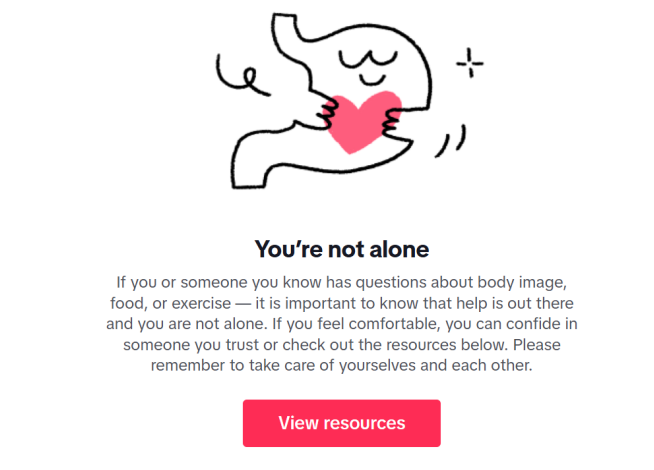 You’re not alone
If you or someone you know has questions about body image,
food, or exercise — it is important to know that help is out there
and you are not alone. If you feel comfortable, you can confide in
someone you trust or check out the resources below. Please
remember to take care of yourselves and each other.
View resources